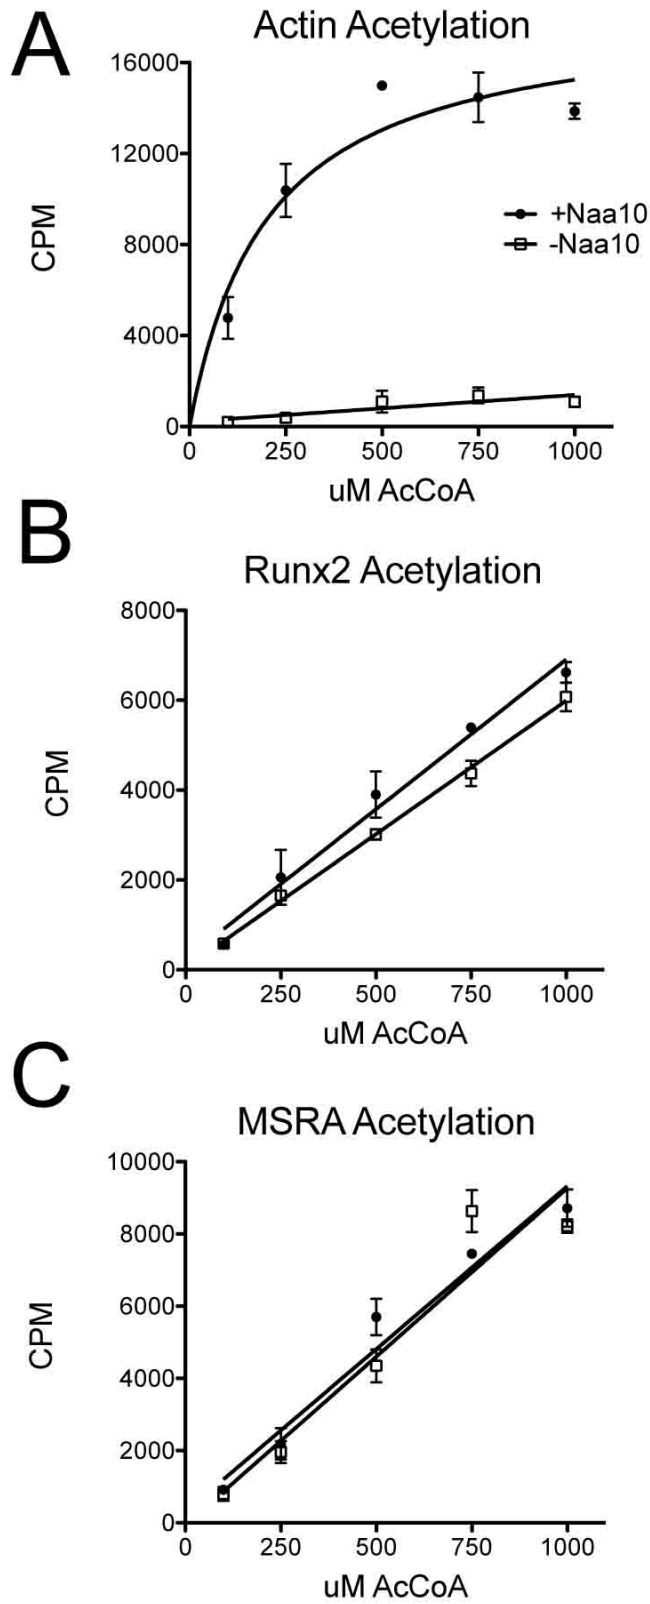 A
Actin Acetylation
16000
12000
8000
4000
0
CPM
+Naa10
-Naa10
0 250 500 750 1000
uM AcCoA
B
Runx2 Acetylation
8000
6000
4000
2000
0
CPM
0 250 500 750 1000
uM AcCoA
C
MSRA Acetylation
10000
8000
6000
4000
2000
0
CPM
0 250 500 750 1000
uM AcCoA